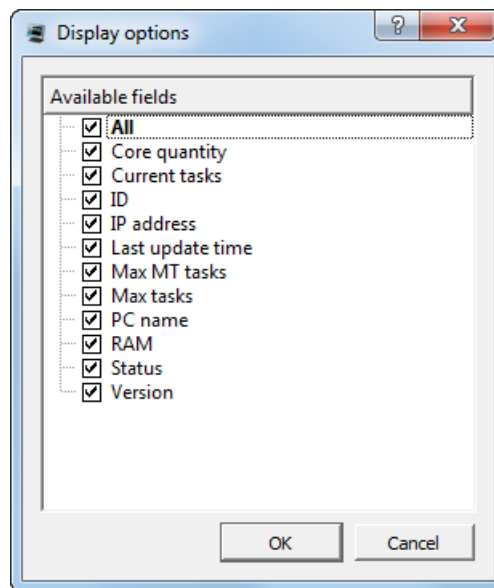 Display options
Available fields
All
Core quantity
Current tasks
ID
IP address
Last update time
Max MT tasks
Max tasks
PC name
RAM
Status
Version
OK
Cancel